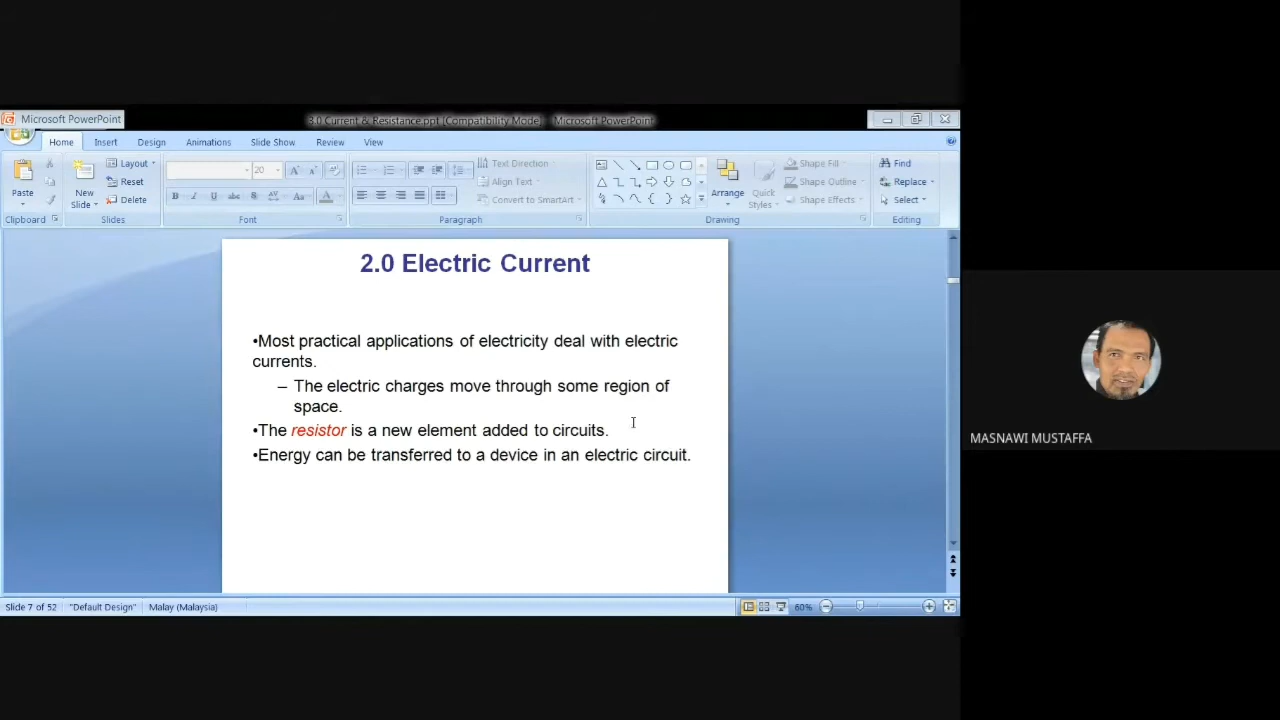 Microsoft PowerPoint
3.0 Current & Resistance.ppt [Compatibility Mode] - Microsoft PowerPoint
Home Insert Design Animations Slide Show Review View
Paste
Clipboard
New
Slide
Layout
Reset
Delete
Slides
20
B I U abc S AV Aa A
Font
Text Direction
Align Text
Convert to SmartArt
Paragraph
Arrange
Quick
Styles
Shape Fill
Shape Outline
Shape Effects
Drawing
Find
Replace
Select
Editing
2.0 Electric Current
•Most practical applications of electricity deal with electric
currents.
– The electric charges move through some region of
space.
•The resistor is a new element added to circuits.
•Energy can be transferred to a device in an electric circuit.
MASNAWI MUSTAFFA
Slide 7 of 52 "Default Design" Malay (Malaysia) 60%